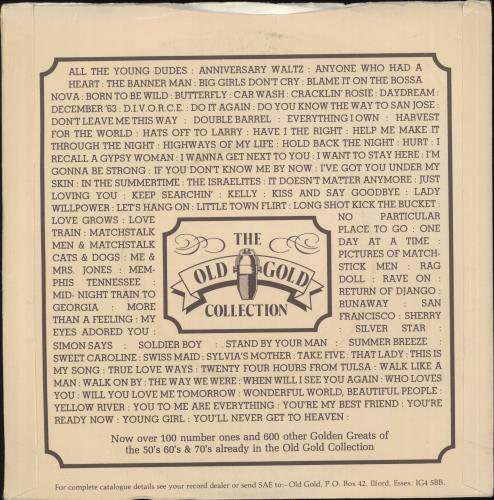 ALL THE YOUNG DUDES : ANNIVERSARY WALTZ : ANYONE WHO HAD A
HEART : THE BANNER MAN : BIG GIRLS DON'T CRY : BLAME IT ON THE BOSSA
NOVA : BORN TO BE WILD : BUTTERFLY : CAR WASH : CRACKLIN' ROSIE : DAYDREAM :
DECEMBER '63 : D.I.V.O.R.C.E. : DO IT AGAIN : DO YOU KNOW THE WAY TO SAN JOSE :
DON'T LEAVE ME THIS WAY : DOUBLE BARREL : EVERYTHING I OWN : HARVEST
FOR THE WORLD : HATS OFF TO LARRY : HAVE I THE RIGHT : HELP ME MAKE IT
THROUGH THE NIGHT : HIGHWAYS OF MY LIFE : HOLD BACK THE NIGHT : HURT : I
RECALL A GYPSY WOMAN : I WANNA GET NEXT TO YOU : I WANT TO STAY HERE : I'M
GONNA BE STRONG : IF YOU DON'T KNOW ME BY NOW : I'VE GOT YOU UNDER MY
SKIN : IN THE SUMMERTIME : THE ISRAELITES : IT DOESN'T MATTER ANYMORE : JUST
LOVING YOU : KEEP SEARCHIN' : KELLY : KISS AND SAY GOODBYE : LADY
WILLPOWER : LET'S HANG ON : LITTLE TOWN FLIRT : LONG SHOT KICK THE BUCKET :
LOVE GROWS : LOVE
TRAIN : MATCHSTALK
MEN & MATCHSTALK
CATS & DOGS : ME &
MRS. JONES : MEM-
PHIS TENNESSEE :
MID- NIGHT TRAIN TO
GEORGIA : MORE
THAN A FEELING : MY
EYES ADORED YOU :
THE
OLD GOLD
COLLECTION
NO PARTICULAR
PLACE TO GO : ONE
DAY AT A TIME :
PICTURES OF MATCH-
STICK MEN : RAG
DOLL : RAVE ON :
RETURN OF DJANGO :
RUNAWAY : SAN
FRANCISCO : SHERRY
: SILVER STAR :
SIMON SAYS : SOLDIER BOY : STAND BY YOUR MAN : SUMMER BREEZE :
SWEET CAROLINE : SWISS MAID : SYLVIA'S MOTHER : TAKE FIVE : THAT LADY : THIS IS
MY SONG : TRUE LOVE WAYS : TWENTY FOUR HOURS FROM TULSA : WALK LIKE A
MAN : WALK ON BY : THE WAY WE WERE : WHEN WILL I SEE YOU AGAIN : WHO LOVES
YOU : WILL YOU LOVE ME TOMORROW : WONDERFUL WORLD, BEAUTIFUL PEOPLE :
YELLOW RIVER : YOU TO ME ARE EVERYTHING : YOU'RE MY BEST FRIEND : YOU'RE
READY NOW : YOUNG GIRL : YOU'LL NEVER GET TO HEAVEN :
Now over 100 number ones and 600 other Golden Greats of
the 50's 60's & 70's already in the Old Gold Collection
For complete catalogue details see your record dealer or send SAE to:- Old Gold, P.O. Box 42, Ilford, Essex. IG4 5BB.